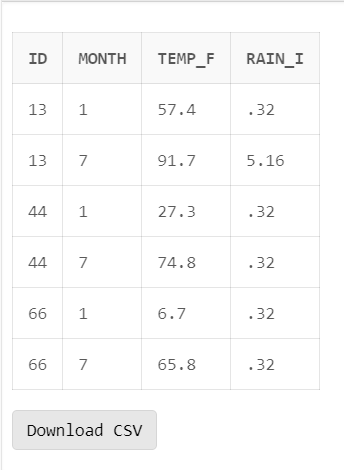 ID MONTH TEMP_F RAIN_I
13 1 57.4 .32
13 7 91.7 5.16
44 1 27.3 .32
44 7 74.8 .32
66 1 6.7 .32
66 7 65.8 .32
Download CSV